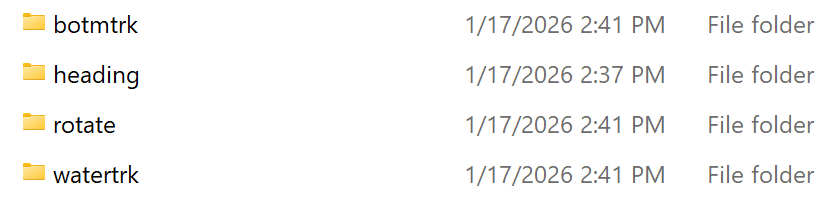 botmtrk 1/17/2026 2:41 PM File folder
heading 1/17/2026 2:37 PM File folder
rotate 1/17/2026 2:41 PM File folder
watertrk 1/17/2026 2:41 PM File folder